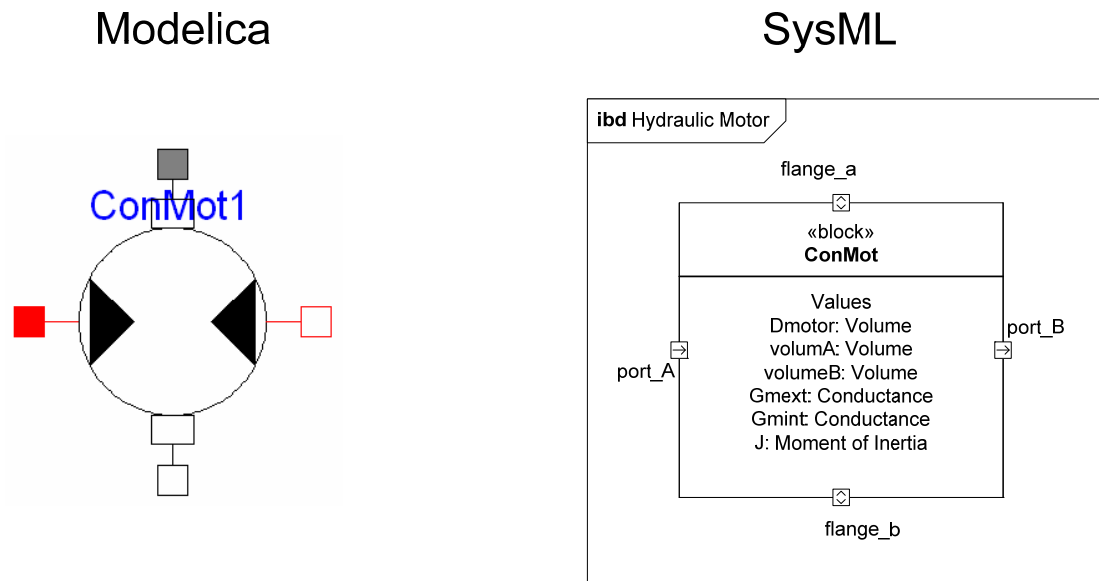 Modelica
SysML
ConMot1
ibd Hydraulic Motor
flange_a
«block»
ConMot
Values
Dmotor: Volume
volumA: Volume
volumeB: Volume
Gmext: Conductance
Gmint: Conductance
J: Moment of Inertia
port_A
port_B
flange_b